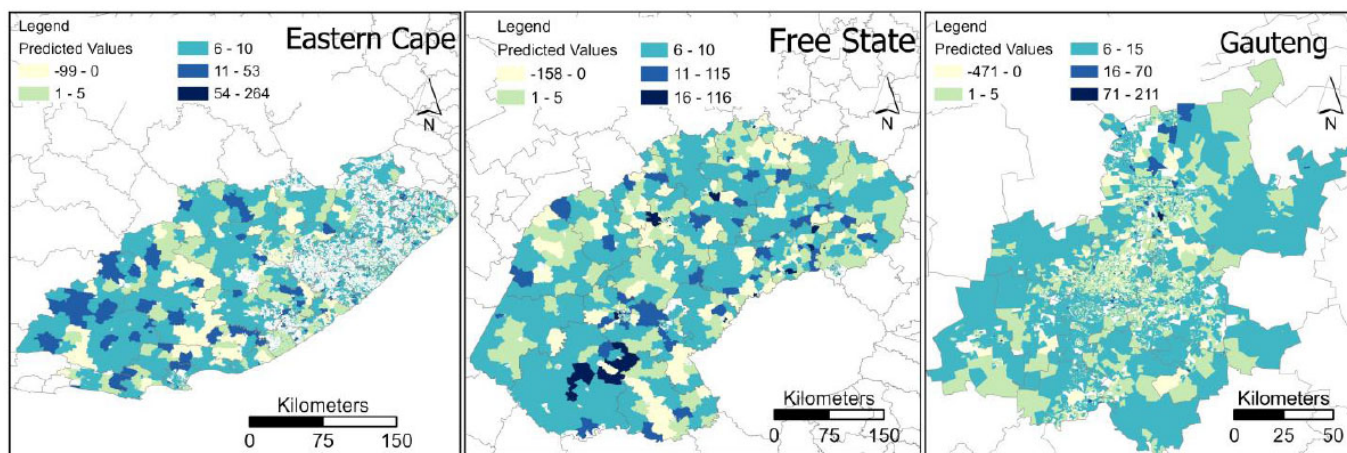 Legend
Eastern Cape
Predicted Values
-99 - 0
1 - 5
6 - 10
11 - 53
54 - 264
N
Kilometers
0 75 150
Legend
Free State
Predicted Values
-158 - 0
1 - 5
6 - 10
11 - 115
16 - 116
N
Kilometers
0 75 150
Legend
Gauteng
Predicted Values
-471 - 0
1 - 5
6 - 15
16 - 70
71 - 211
N
Kilometers
0 25 50